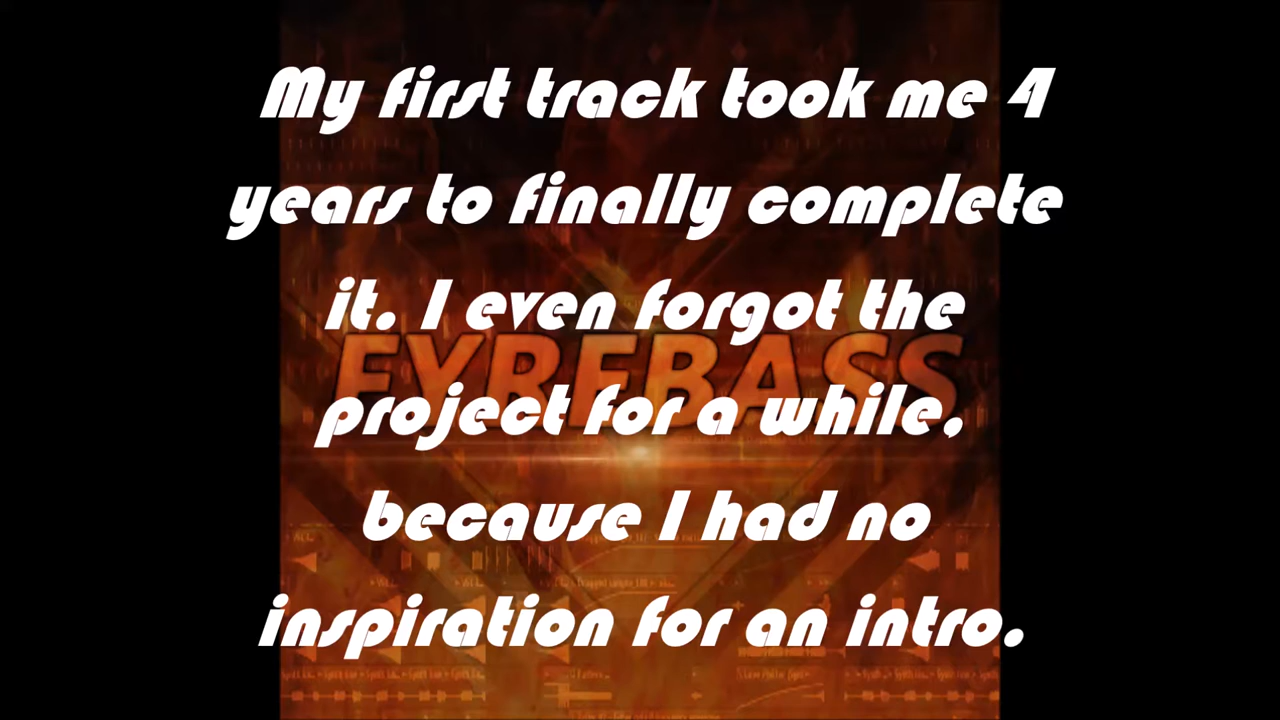 My first track took me 4
years to finally complete
it. I even forgot the
FYREBASS
project for a while,
because I had no
inspiration for an intro.